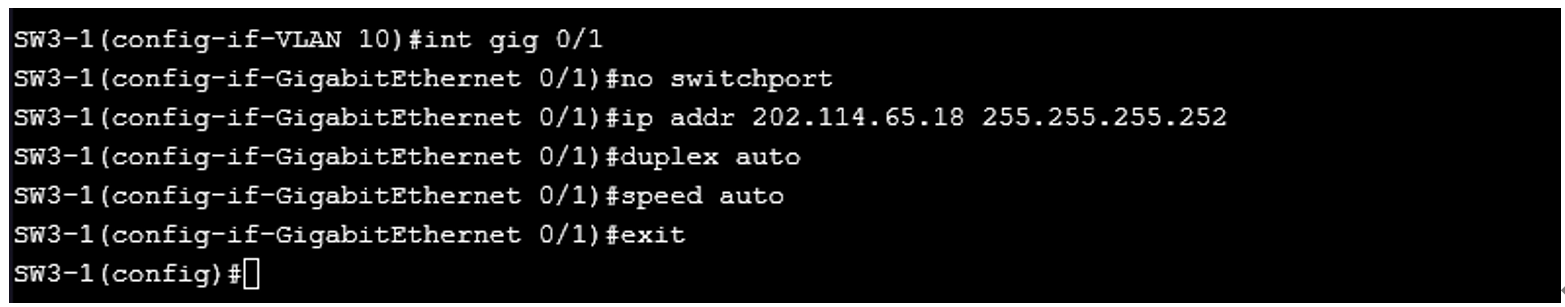 SW3-1(config-if-VLAN 10)#int gig 0/1
SW3-1(config-if-GigabitEthernet 0/1)#no switchport
SW3-1(config-if-GigabitEthernet 0/1)#ip addr 202.114.65.18 255.255.255.252
SW3-1(config-if-GigabitEthernet 0/1)#duplex auto
SW3-1(config-if-GigabitEthernet 0/1)#speed auto
SW3-1(config-if-GigabitEthernet 0/1)#exit
SW3-1(config)#